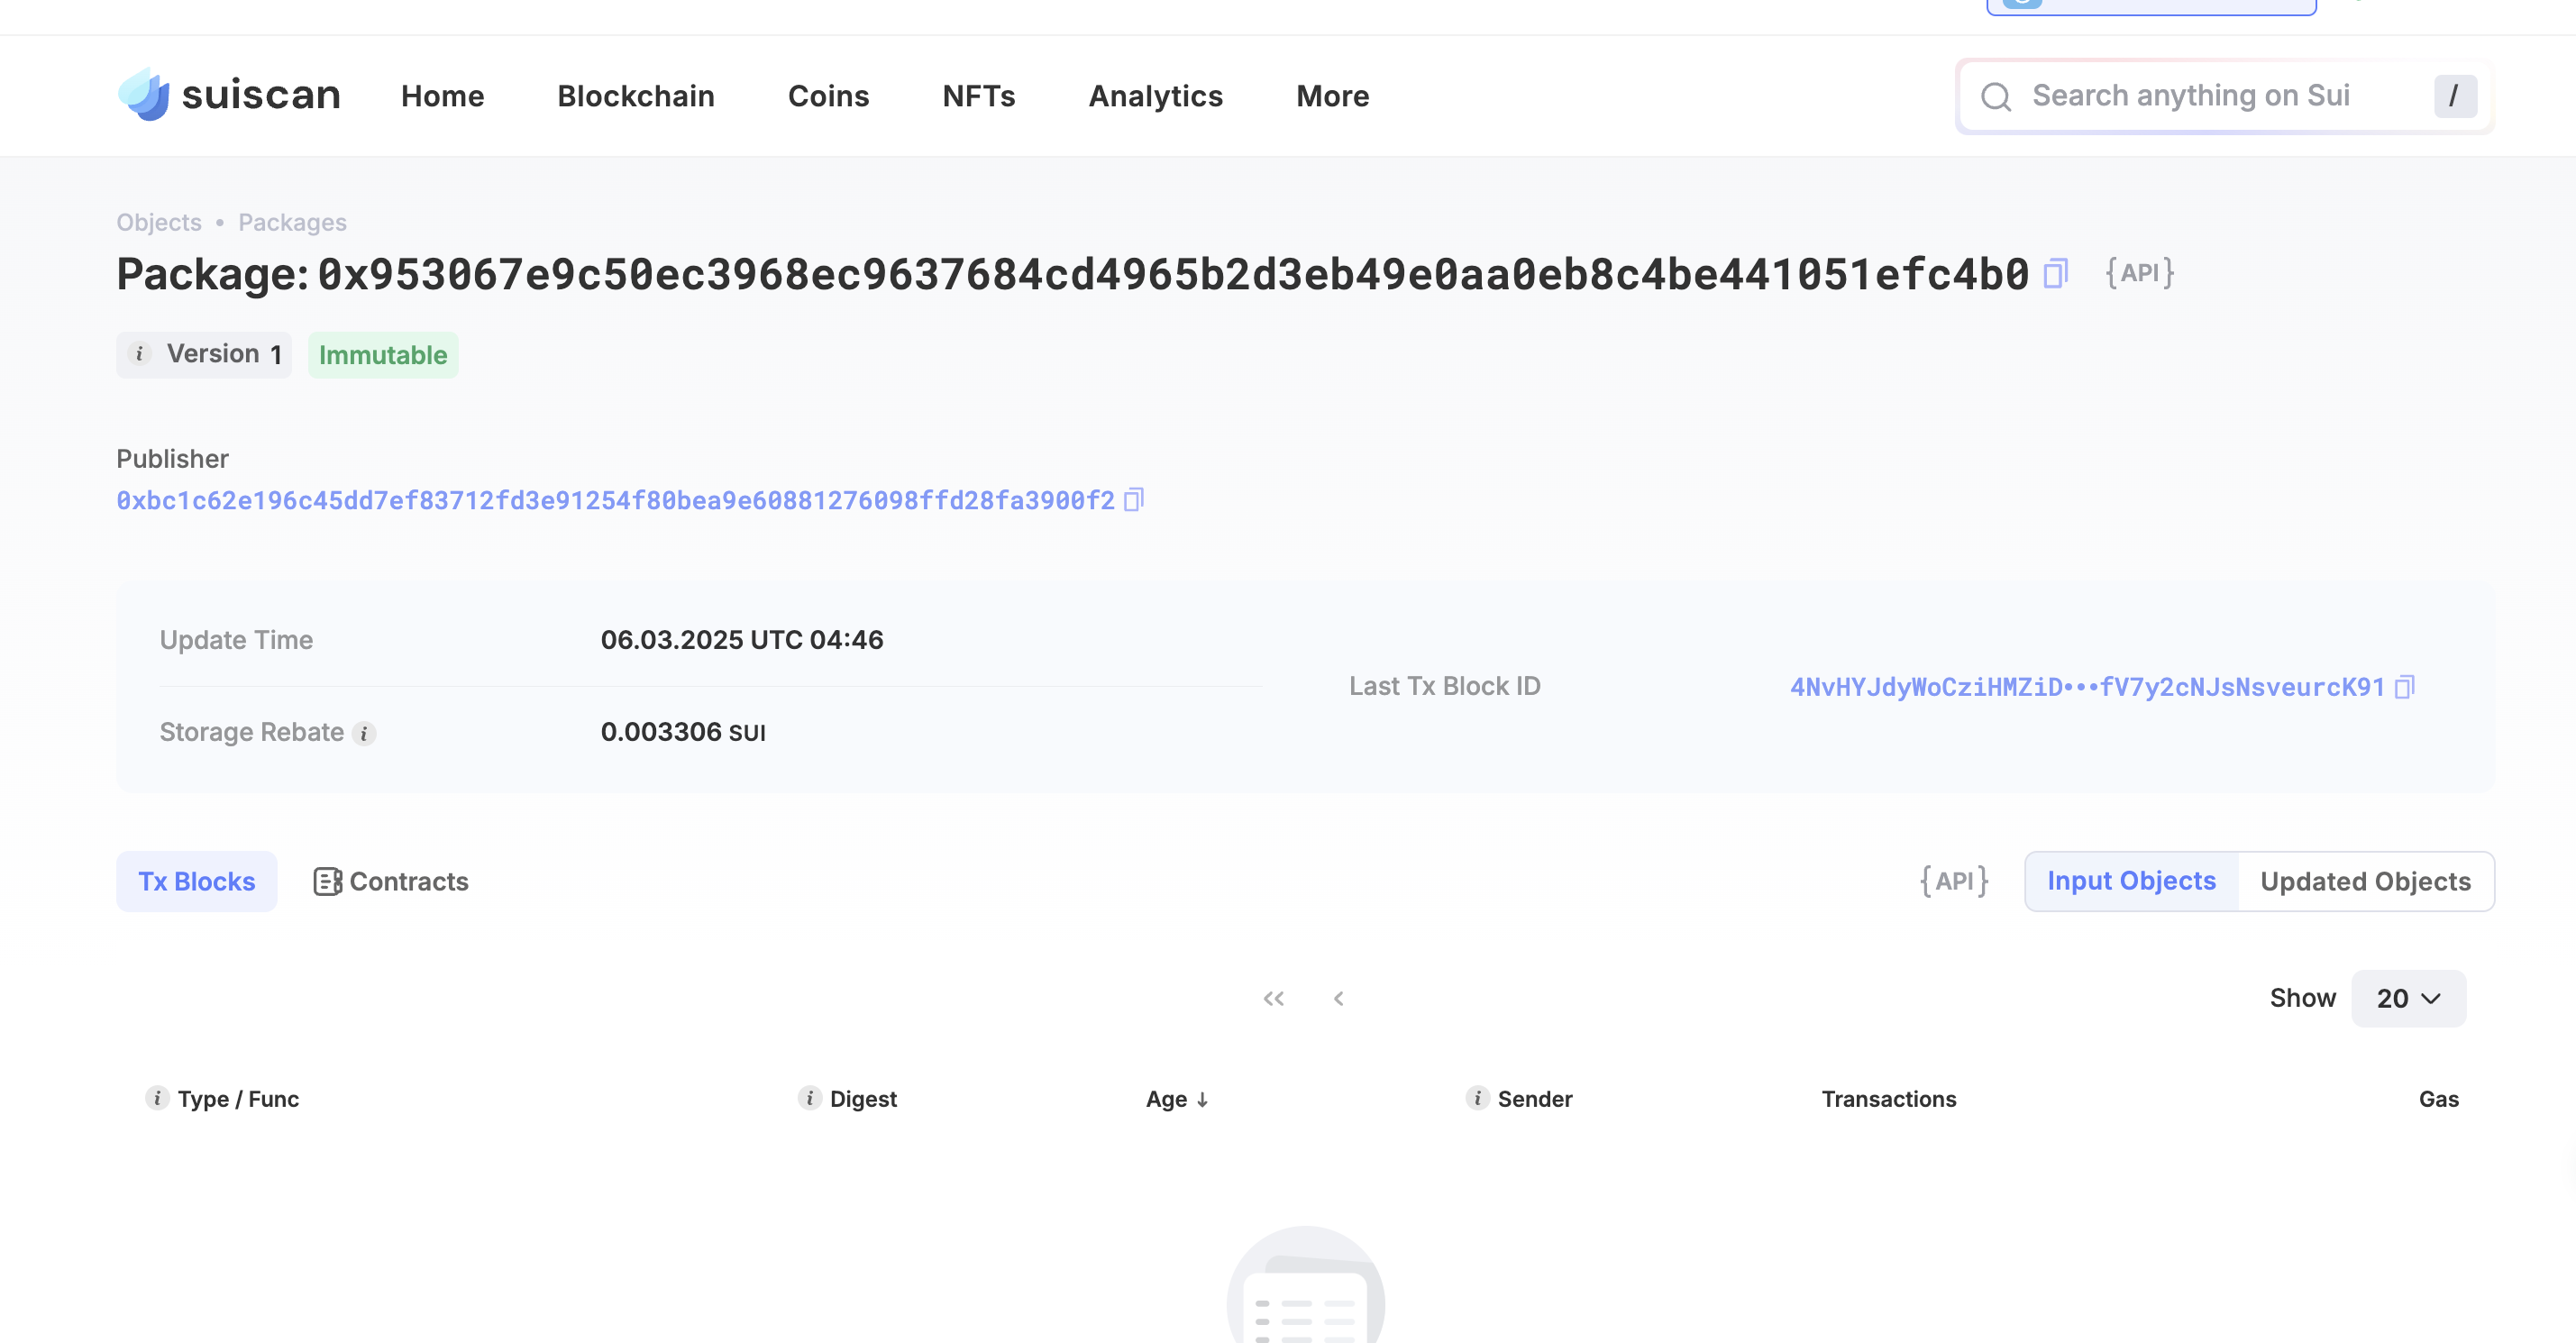 suiscan Home Blockchain Coins NFTs Analytics More Search anything on Sui /
Objects • Packages
Package: 0x953067e9c50ec3968ec9637684cd4965b2d3eb49e0aa0eb8c4be441051efc4b0 {API}
i Version 1 Immutable
Publisher
0xbc1c62e196c45dd7ef83712fd3e91254f80bea9e60881276098ffd28fa3900f2
Update Time 06.03.2025 UTC 04:46
Last Tx Block ID 4NvHYJdyWoCziHMZiD•••fV7y2cNJsNsveurcK91
Storage Rebate i 0.003306 SUI
Tx Blocks Contracts {API} Input Objects Updated Objects
« ‹ Show 20
i Type / Func i Digest Age ↓ i Sender Transactions Gas